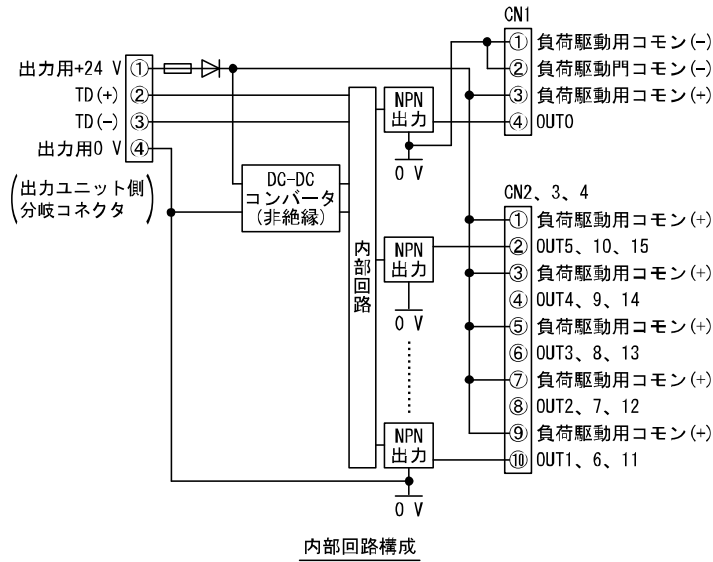 CN1
① 負荷駆動用コモン(-)
② 負荷駆動門コモン(-)
③ 負荷駆動用コモン(+)
④ OUT0
出力用+24 V ①
TD(+) ②
TD(-) ③
出力用0 V ④
(出力ユニット側
分岐コネクタ)
DC-DC
コンバータ
(非絶縁)
内部回路
NPN
出力
0 V
NPN
出力
0 V
NPN
出力
0 V
CN2、3、4
① 負荷駆動用コモン(+)
② OUT5、10、15
③ 負荷駆動用コモン(+)
④ OUT4、9、14
⑤ 負荷駆動用コモン(+)
⑥ OUT3、8、13
⑦ 負荷駆動用コモン(+)
⑧ OUT2、7、12
⑨ 負荷駆動用コモン(+)
⑩ OUT1、6、11
内部回路構成